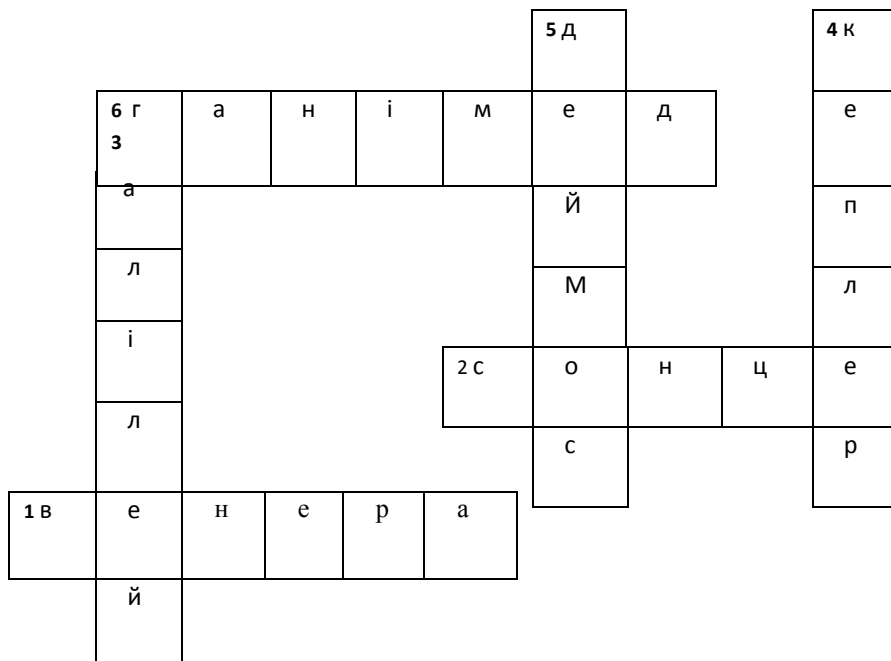 5 д 4 к
6 г а н і м е д е
3
а Й п
л М л
і 2 с о н ц е
л с р
1 в е н е р а
й